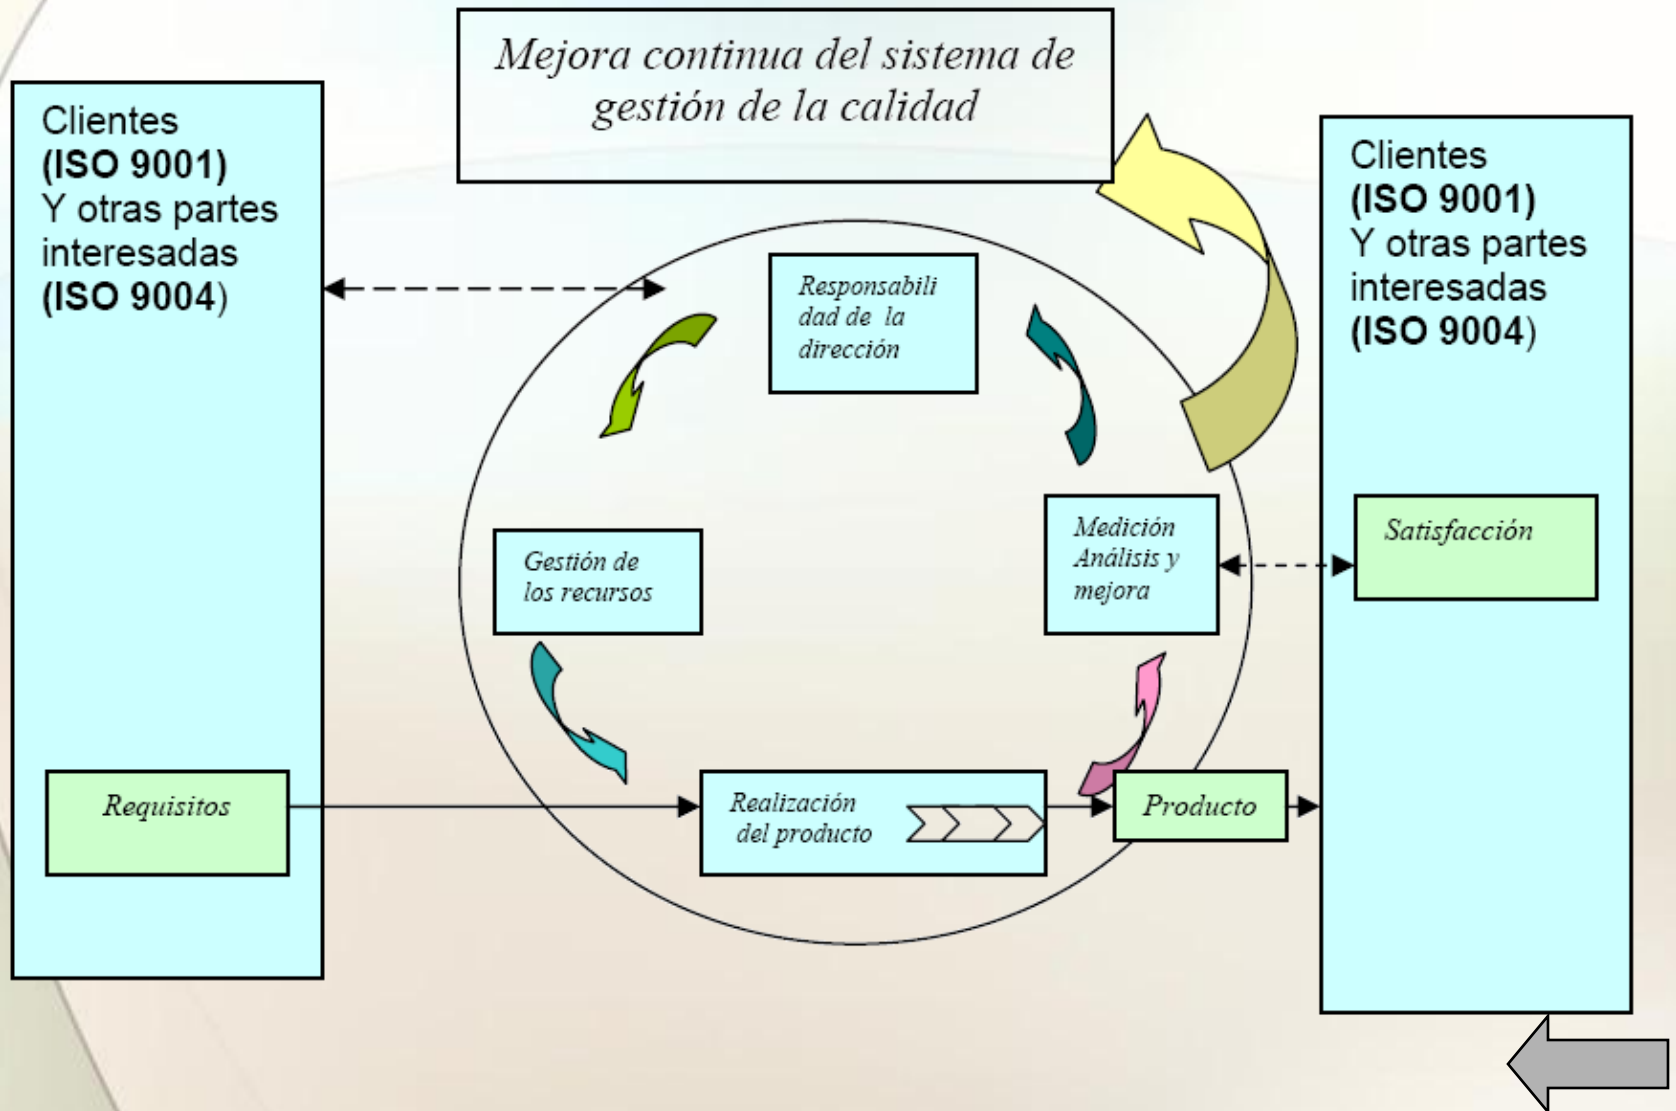 Mejora continua del sistema de
gestión de la calidad
Clientes
(ISO 9001)
Y otras partes
interesadas
(ISO 9004)
Requisitos
Responsabili
dad de la
dirección
Gestión de
los recursos
Medición
Análisis y
mejora
Realización
del producto
Producto
Clientes
(ISO 9001)
Y otras partes
interesadas
(ISO 9004)
Satisfacción